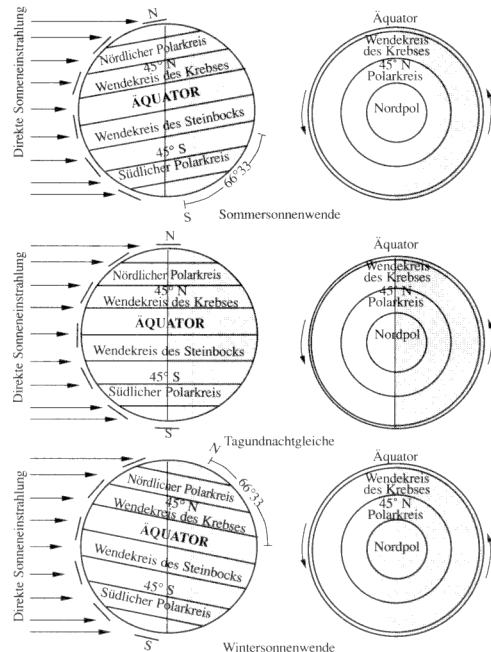 Direkte Sonneneinstrahlung
N
Nördlicher Polarkreis
45° N
Wendekreis des Krebses
ÄQUATOR
Wendekreis des Steinbocks
45° S
Südlicher Polarkreis
66°33
S
Äquator
Wendekreis
des Krebses
45° N
Polarkreis
Nordpol
Sommersonnenwende
Direkte Sonneneinstrahlung
N
Nördlicher Polarkreis
45° N
Wendekreis des Krebses
ÄQUATOR
Wendekreis des Steinbocks
45° S
Südlicher Polarkreis
S
Äquator
Wendekreis
des Krebses
45° N
Polarkreis
Nordpol
Tagundnachtgleiche
Direkte Sonneneinstrahlung
N
66°33
Nördlicher Polarkreis
45° N
Wendekreis des Krebses
ÄQUATOR
Wendekreis des Steinbocks
45° S
Südlicher Polarkreis
S
Äquator
Wendekreis
des Krebses
45° N
Polarkreis
Nordpol
Wintersonnenwende